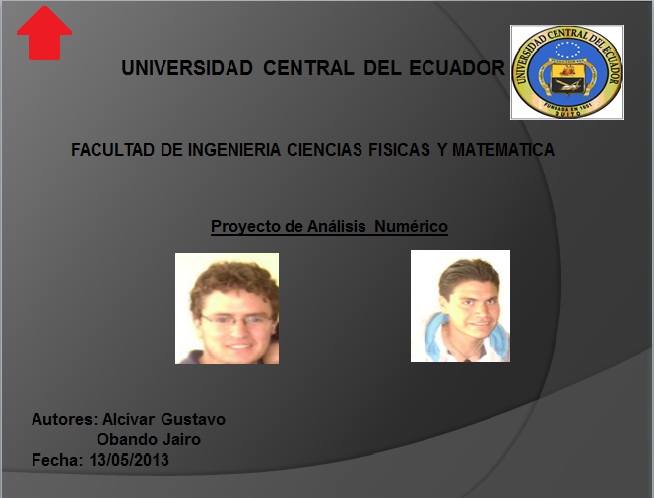 UNIVERSIDAD CENTRAL DEL ECUADOR
UNIVERSIDAD CENTRAL DEL ECUADOR
FUNDADA EN 1651
QUITO
FACULTAD DE INGENIERIA CIENCIAS FISICAS Y MATEMATICA
Proyecto de Análisis Numérico
Autores: Alcívar Gustavo
Obando Jairo
Fecha: 13/05/2013